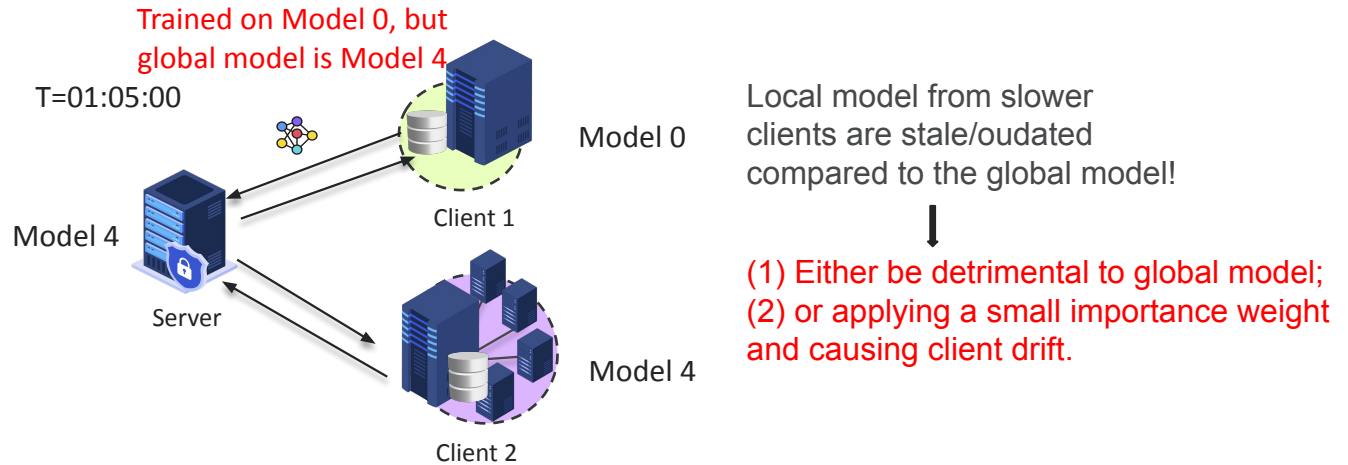 Trained on Model 0, but
global model is Model 4
T=01:05:00
Model 0
Client 1
Model 4
Server
Model 4
Client 2
Local model from slower
clients are stale/oudated
compared to the global model!
(1) Either be detrimental to global model;
(2) or applying a small importance weight
and causing client drift.